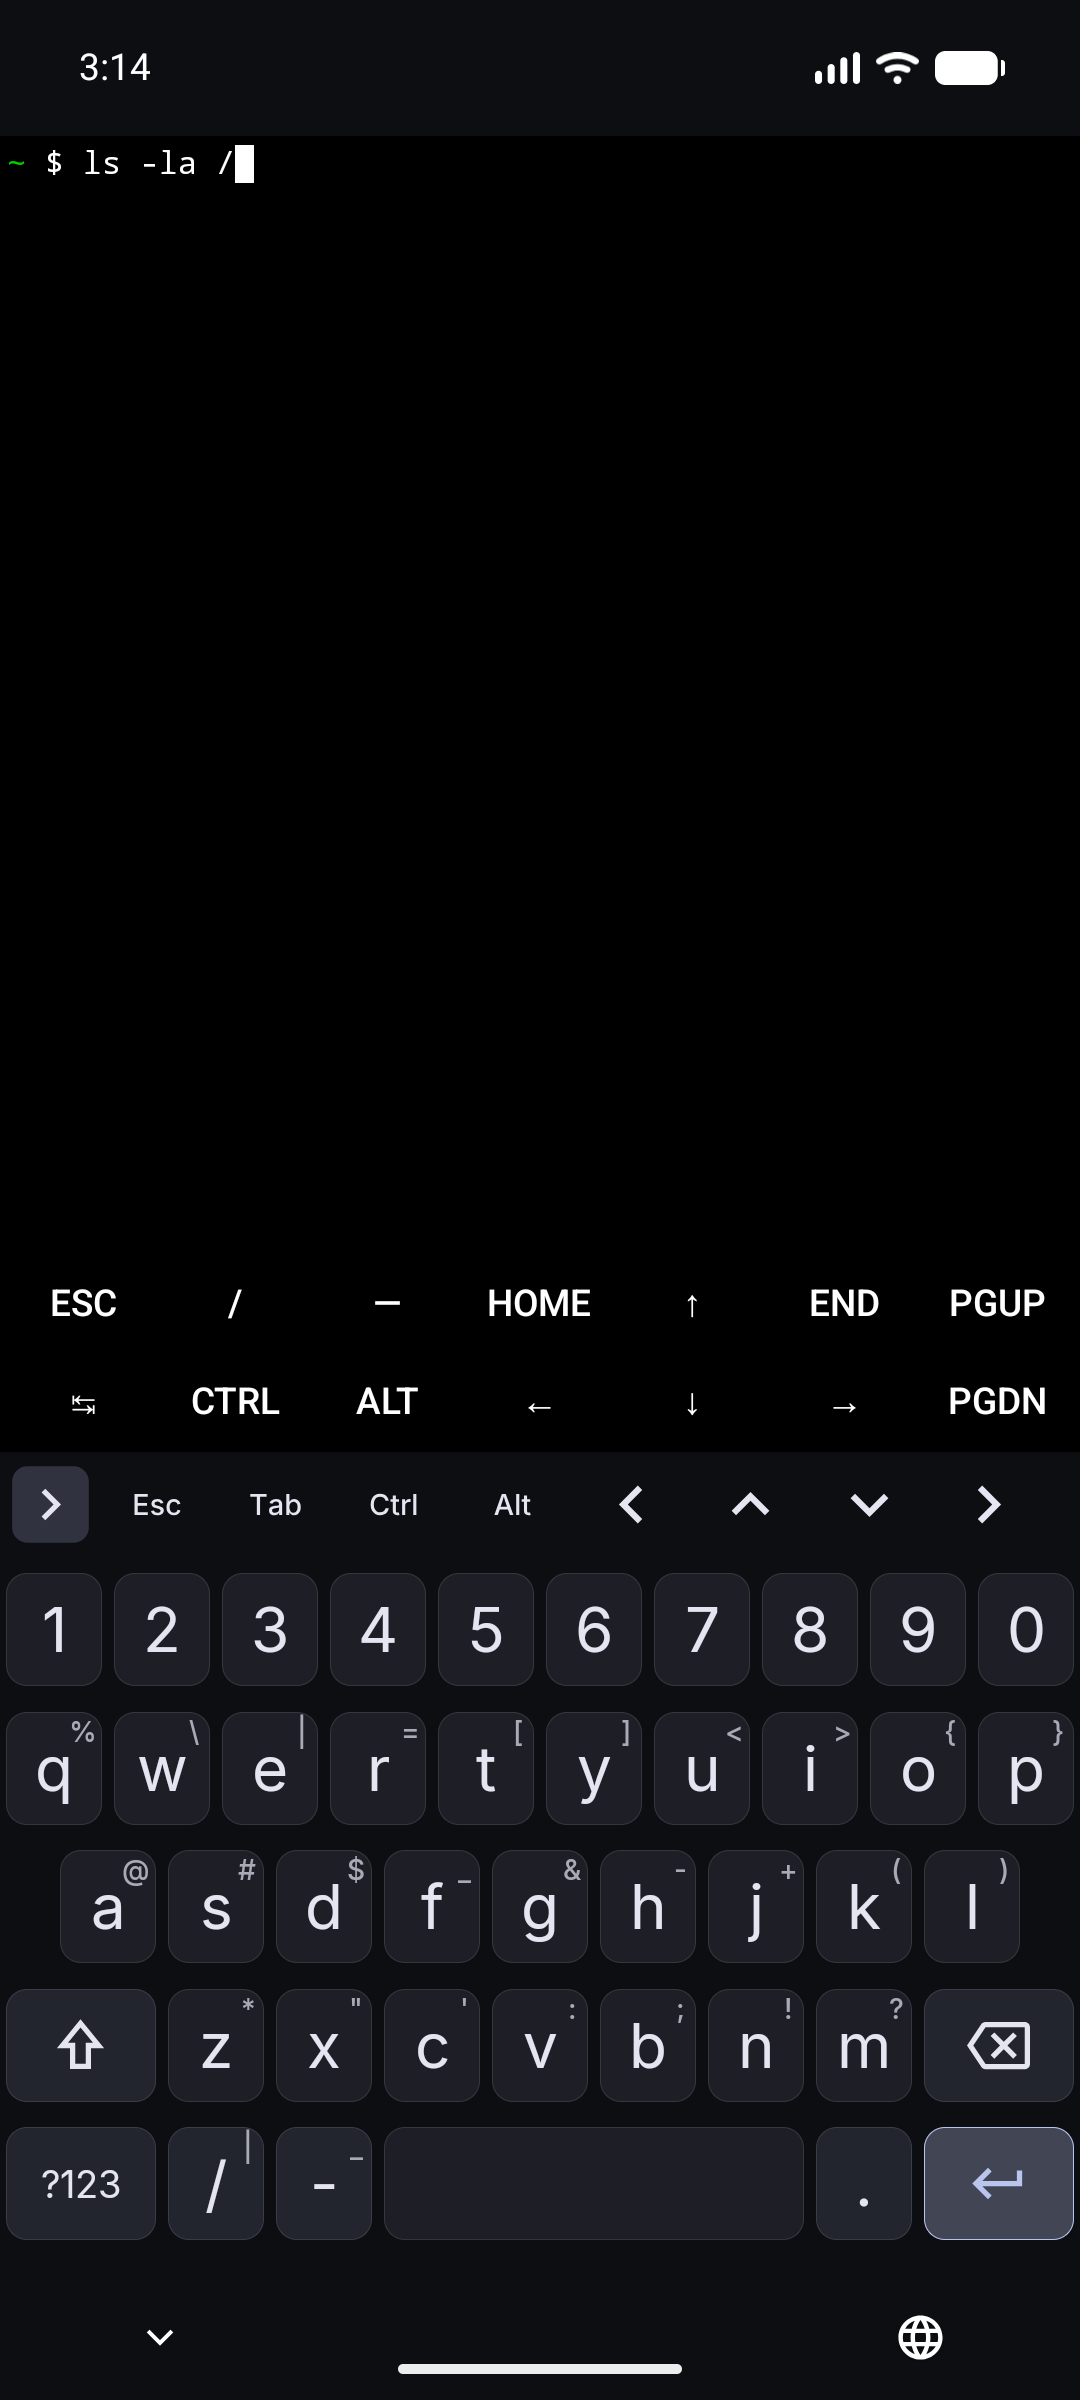 3:14
~ $ ls -la /
ESC / — HOME ↑ END PGUP
↹ CTRL ALT ← ↓ → PGDN
Esc Tab Ctrl Alt
1 2 3 4 5 6 7 8 9 0
% \ | = [ ] < > { }
q w e r t y u i o p
@ # $ _ & - + ( )
a s d f g h j k l
* " ' : ; ! ?
z x c v b n m
| _
?123 / - .